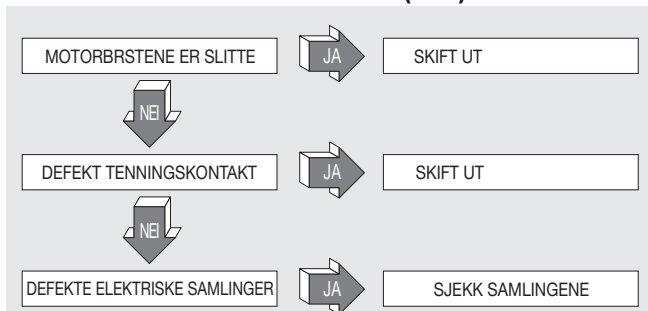 MOTORBRSTENE ER SLITTE
JA
SKIFT UT
NEI
DEFEKT TENNINGSKONTAKT
JA
SKIFT UT
NEI
DEFEKTE ELEKTRISKE SAMLINGER
JA
SJEKK SAMLINGENE